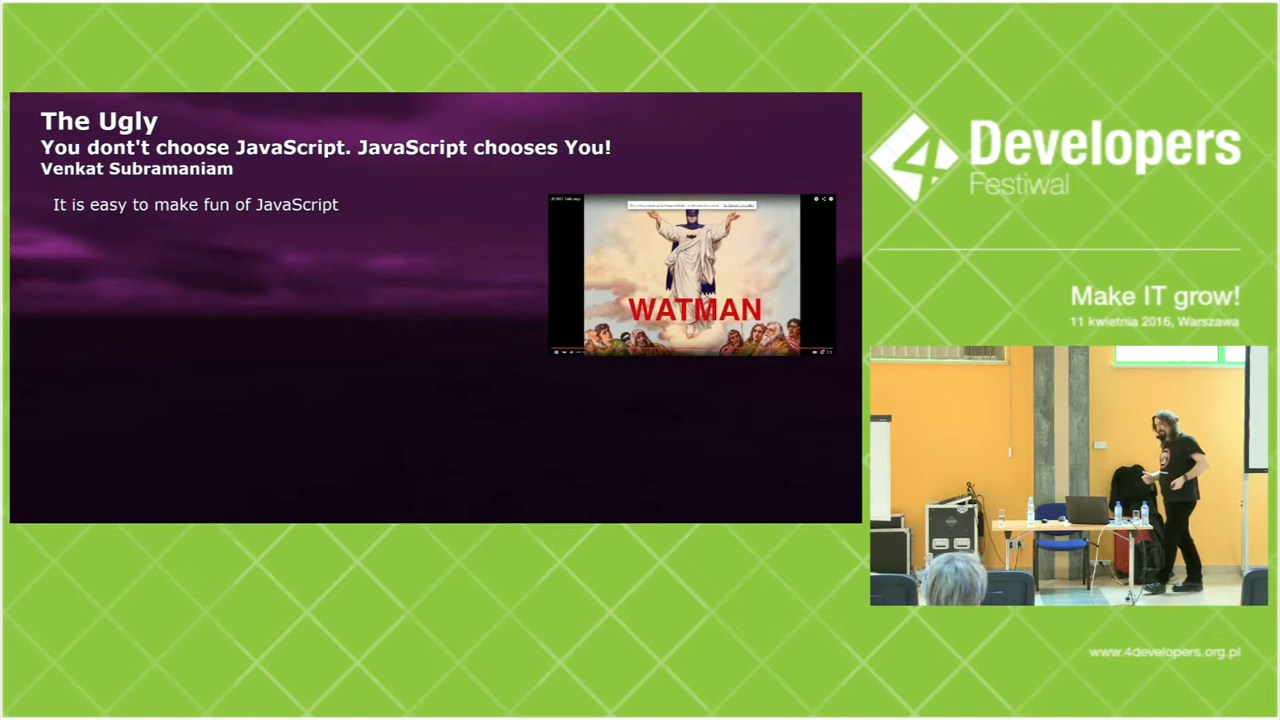 The Ugly
You dont't choose JavaScript. JavaScript chooses You!
Venkat Subramaniam
It is easy to make fun of JavaScript
WATMAN
4
Developers
Festiwal
Make IT grow!
11 kwietnia 2016, Warszawa
www.4developers.org.pl